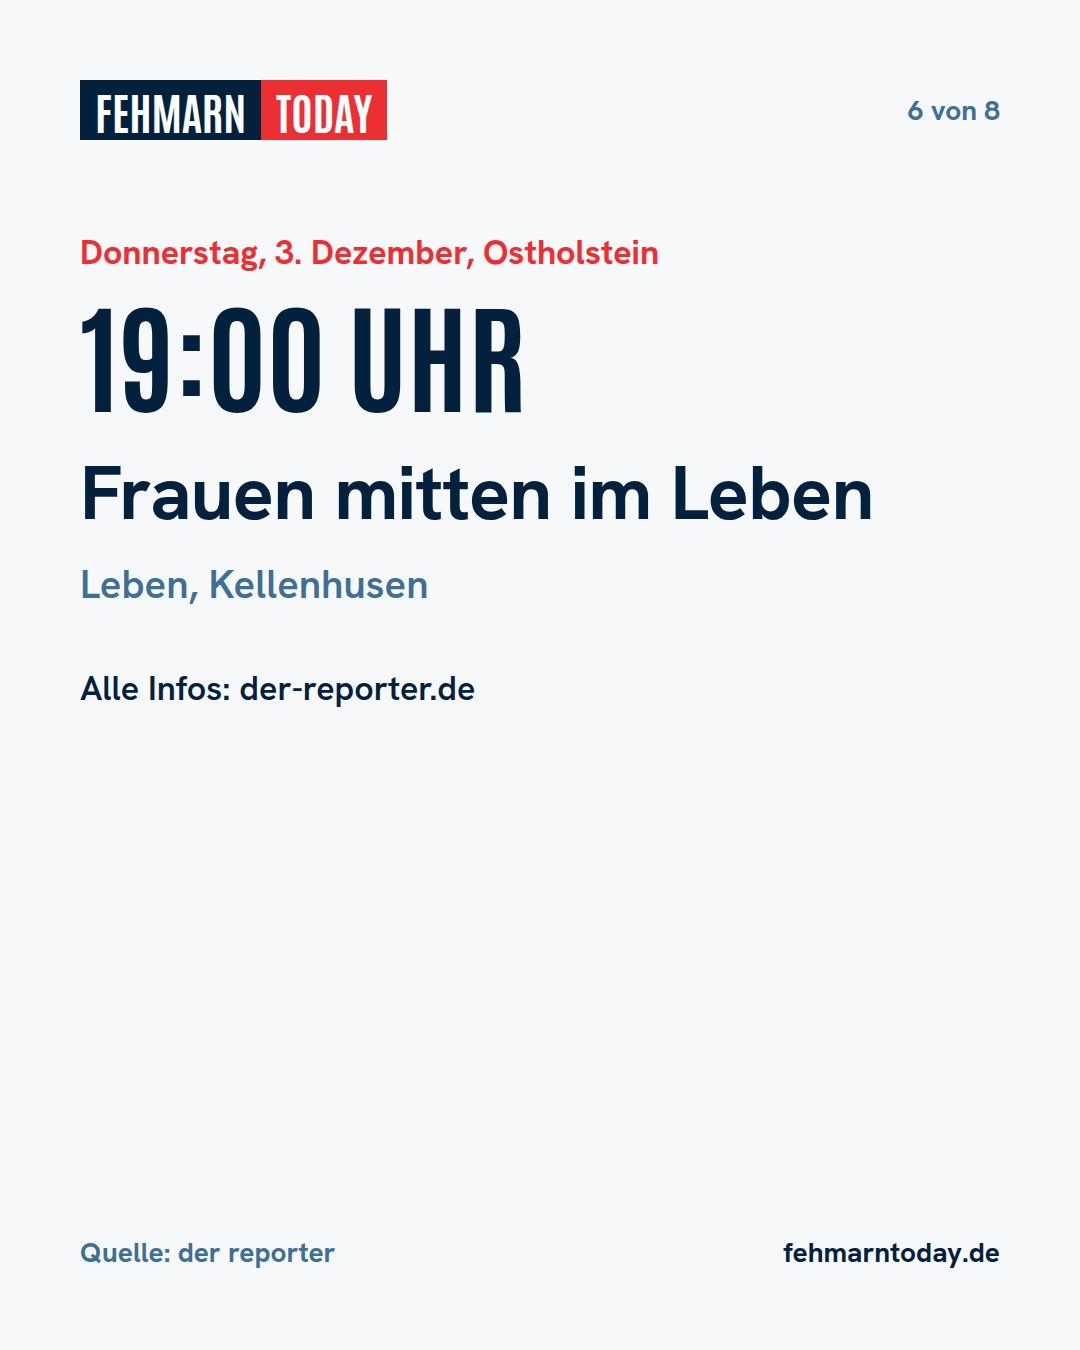 FEHMARN TODAY
6 von 8
Donnerstag, 3. Dezember, Ostholstein
19:00 UHR
Frauen mitten im Leben
Leben, Kellenhusen
Alle Infos: der-reporter.de
Quelle: der reporter
fehmarntoday.de